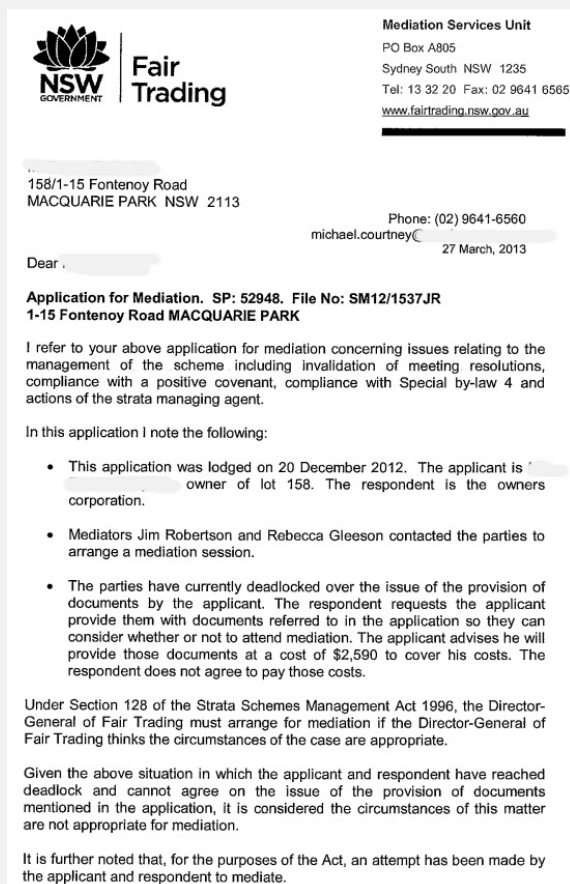 NSW
GOVERNMENT
Fair
Trading
Mediation Services Unit
PO Box A805
Sydney South NSW 1235
Tel: 13 32 20 Fax: 02 9641 6565
www.fairtrading.nsw.gov.au
158/1-15 Fontenoy Road
MACQUARIE PARK NSW 2113
Phone: (02) 9641-6560
michael.courtney@
27 March, 2013
Dear
Application for Mediation. SP: 52948. File No: SM12/1537JR
1-15 Fontenoy Road MACQUARIE PARK
I refer to your above application for mediation concerning issues relating to the
management of the scheme including invalidation of meeting resolutions,
compliance with a positive covenant, compliance with Special by-law 4 and
actions of the strata managing agent.
In this application I note the following:
• This application was lodged on 20 December 2012. The applicant is
owner of lot 158. The respondent is the owners
corporation.
• Mediators Jim Robertson and Rebecca Gleeson contacted the parties to
arrange a mediation session.
• The parties have currently deadlocked over the issue of the provision of
documents by the applicant. The respondent requests the applicant
provide them with documents referred to in the application so they can
consider whether or not to attend mediation. The applicant advises he will
provide those documents at a cost of $2,590 to cover his costs. The
respondent does not agree to pay those costs.
Under Section 128 of the Strata Schemes Management Act 1996, the Director-
General of Fair Trading must arrange for mediation if the Director-General of
Fair Trading thinks the circumstances of the case are appropriate.
Given the above situation in which the applicant and respondent have reached
deadlock and cannot agree on the issue of the provision of documents
mentioned in the application, it is considered the circumstances of this matter
are not appropriate for mediation.
It is further noted that, for the purposes of the Act, an attempt has been made by
the applicant and respondent to mediate.